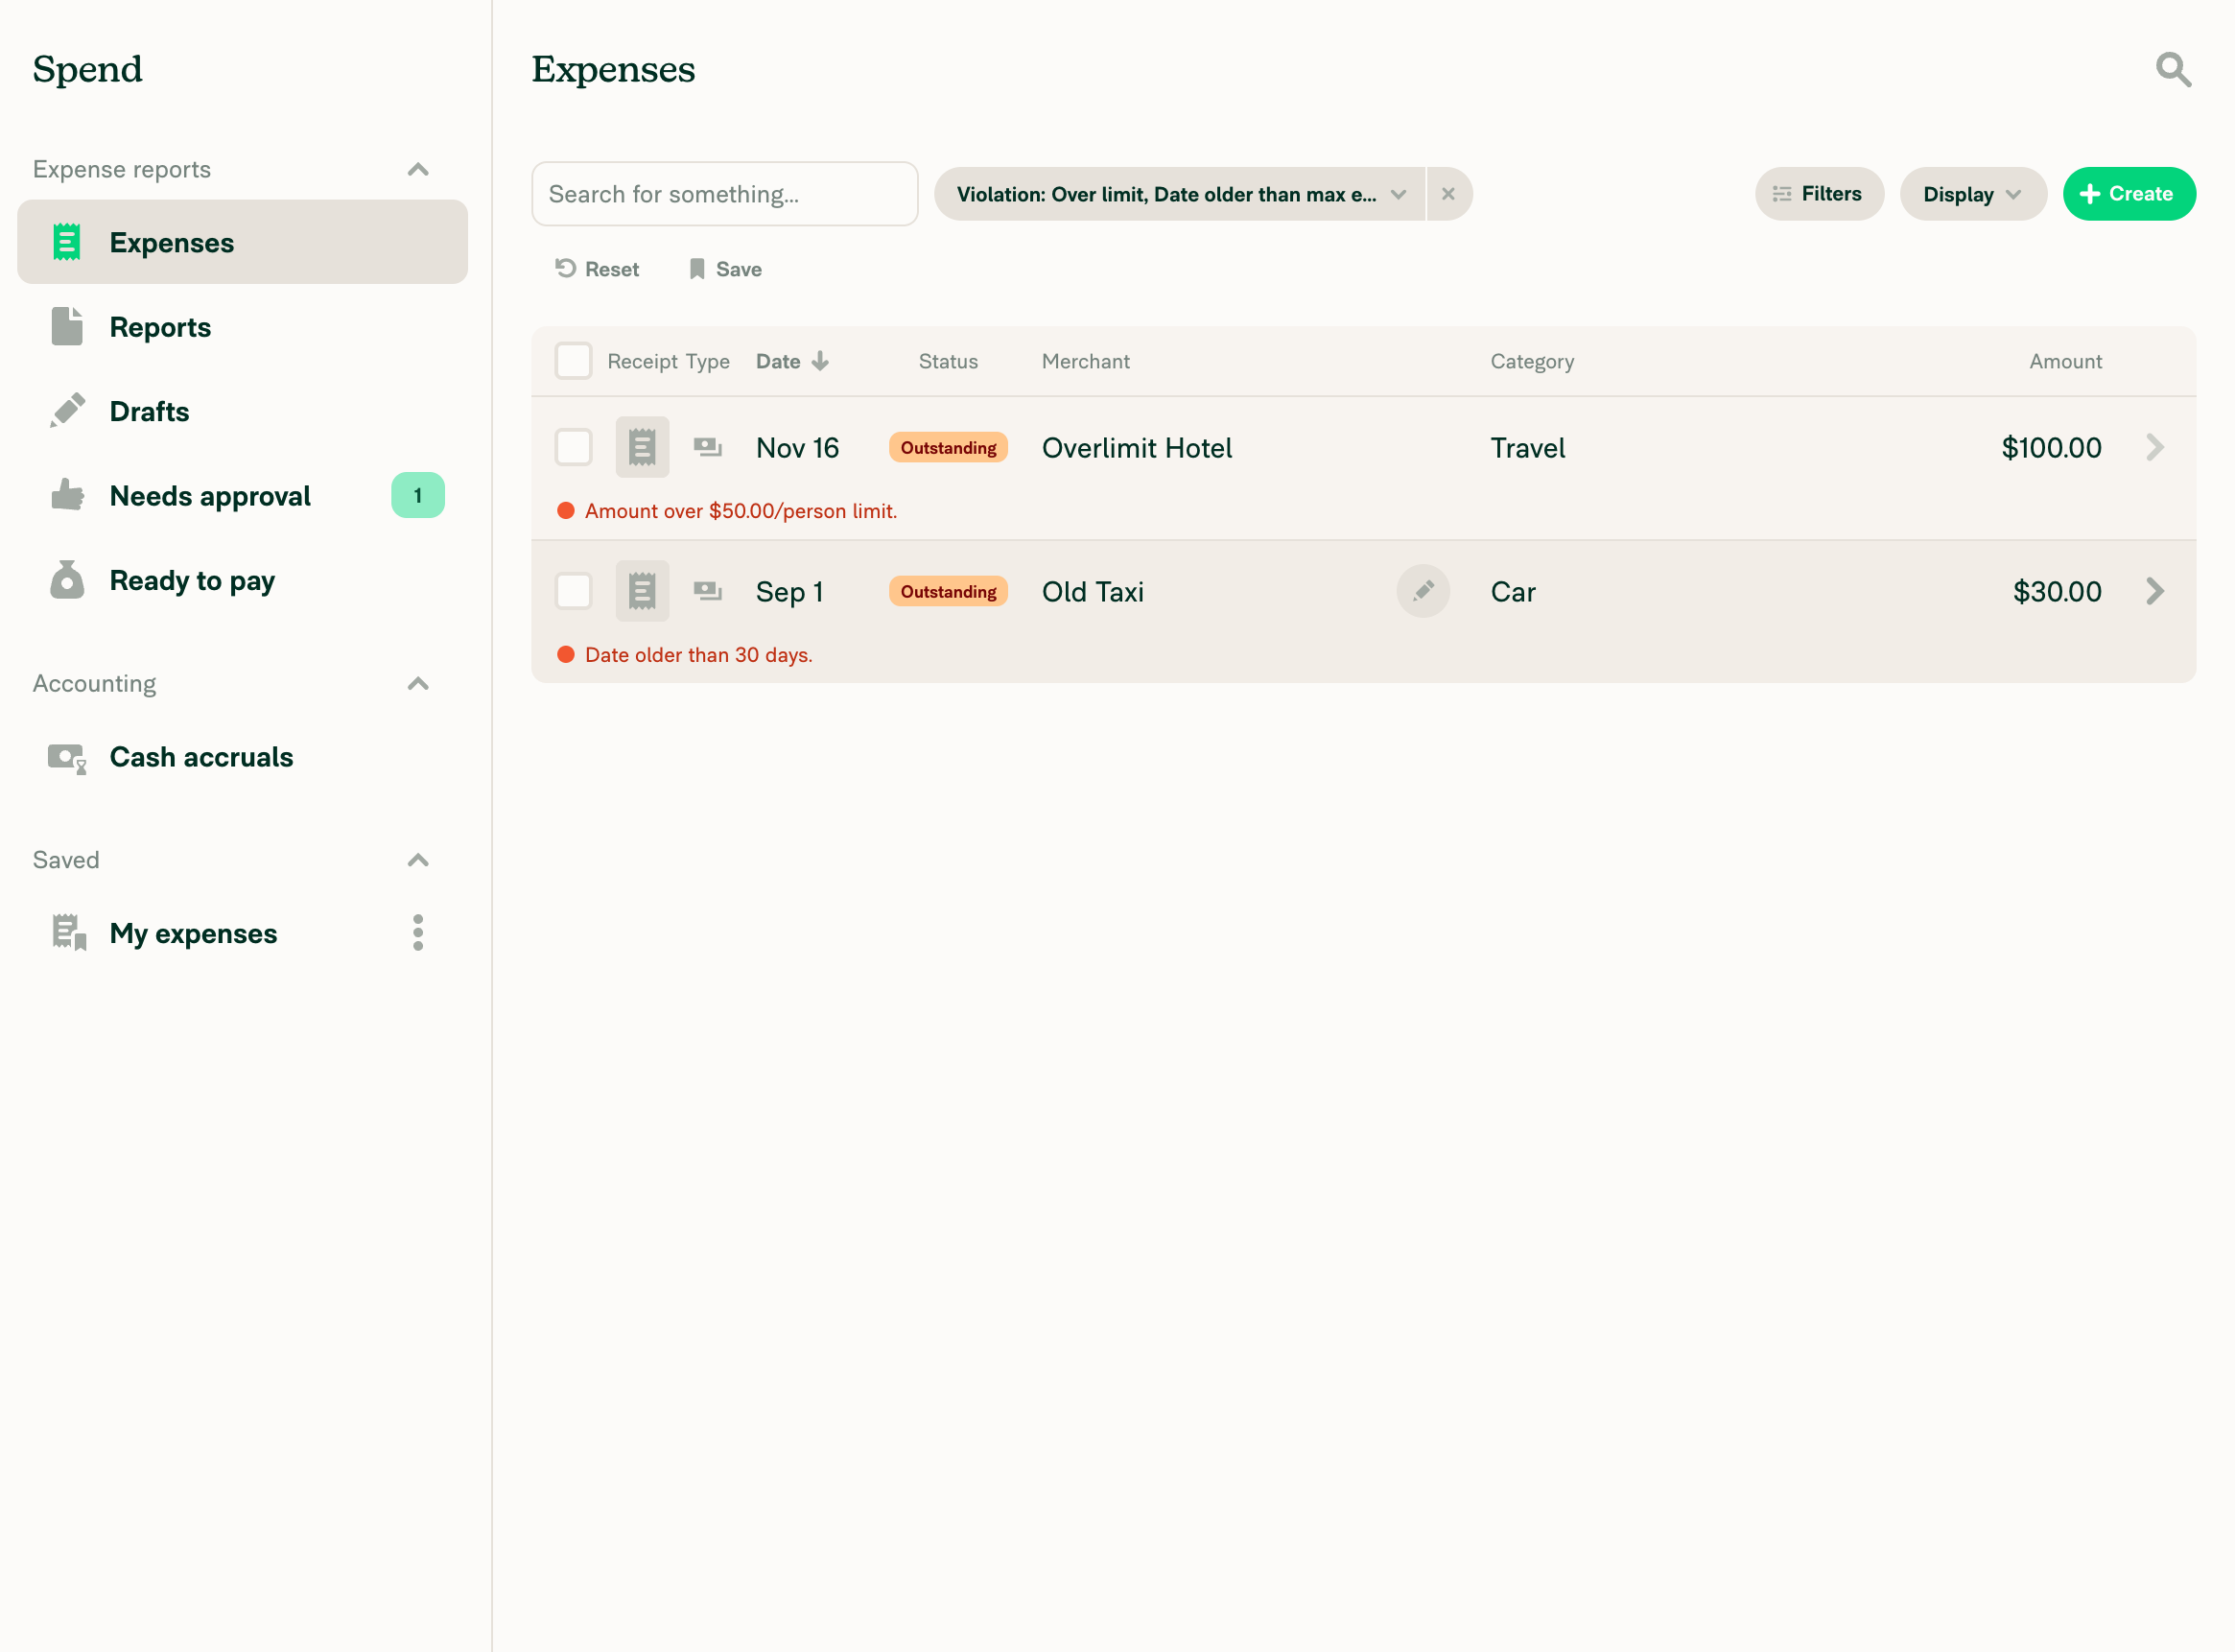 Spend
Expense reports
Expenses
Reports
Drafts
Needs approval 1
Ready to pay
Accounting
Cash accruals
Saved
My expenses
Expenses
Search for something...
Violation: Over limit, Date older than max e...
Filters
Display
Create
Reset
Save
Receipt Type Date Status Merchant Category Amount
Nov 16 Outstanding Overlimit Hotel Travel $100.00
Amount over $50.00/person limit.
Sep 1 Outstanding Old Taxi Car $30.00
Date older than 30 days.